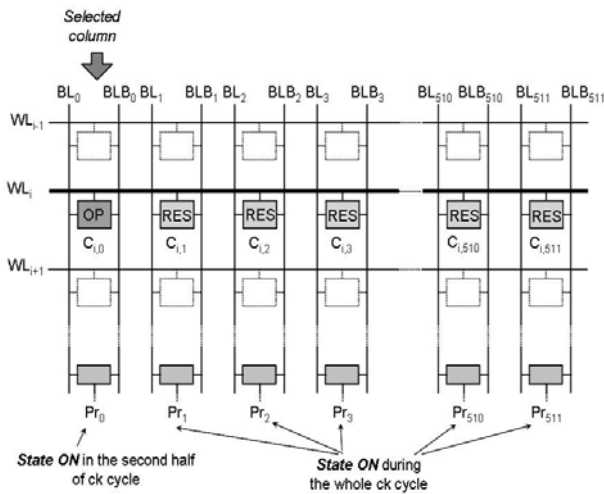 Selected
column
BL0 BLB0 BL1 BLB1 BL2 BLB2 BL3 BLB3 BL510 BLB510 BL511 BLB511
WLi-1
WLi
OP RES RES RES RES RES
Ci,0 Ci,1 Ci,2 Ci,3 Ci,510 Ci,511
WLi+1
Pr0 Pr1 Pr2 Pr3 Pr510 Pr511
State ON in the second half
of ck cycle
State ON during
the whole ck cycle